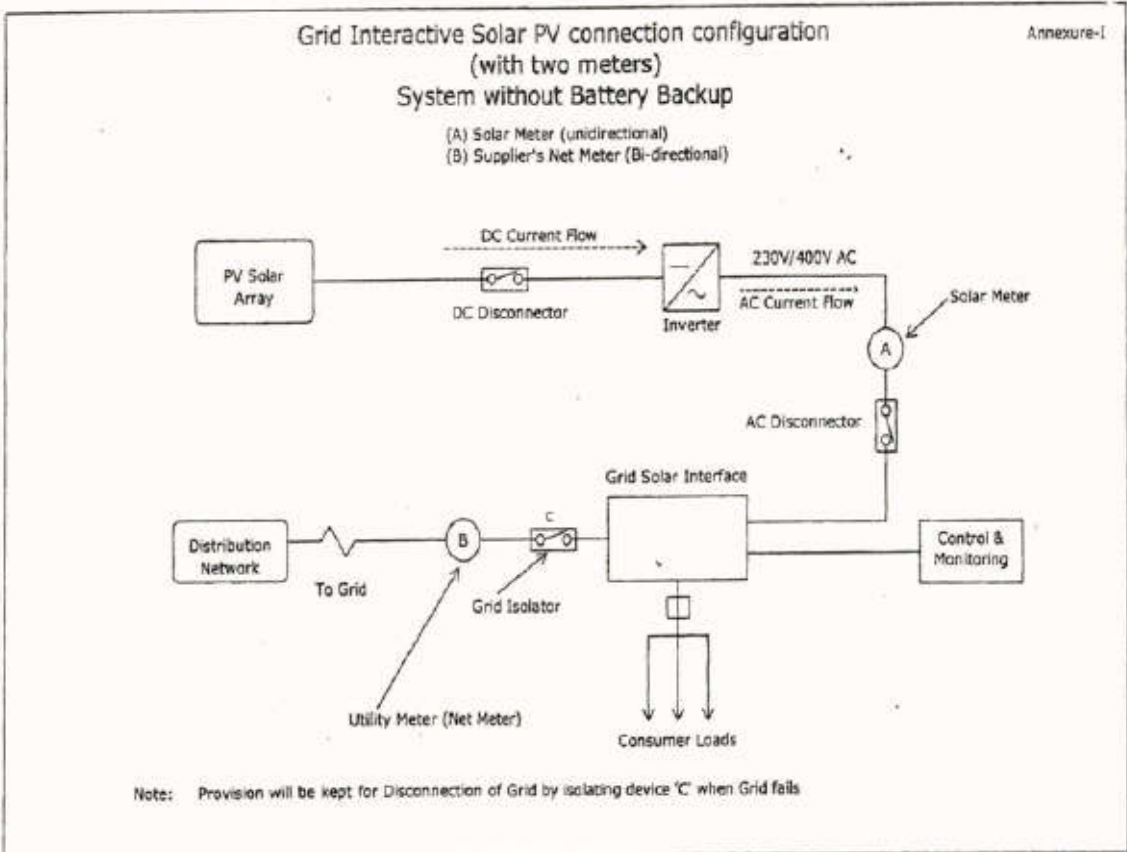 Annexure-I
Grid Interactive Solar PV connection configuration
(with two meters)
System without Battery Backup
(A) Solar Meter (unidirectional)
(B) Supplier's Net Meter (Bi-directional)
DC Current Flow
PV Solar
Array
DC Disconnector
Inverter
230V/400V AC
AC Current Flow
Solar Meter
A
AC Disconnector
Grid Solar Interface
C
B
Distribution
Network
To Grid
Grid Isolator
Control &
Monitoring
Utility Meter (Net Meter)
Consumer Loads
Note: Provision will be kept for Disconnection of Grid by isolating device 'C' when Grid fails